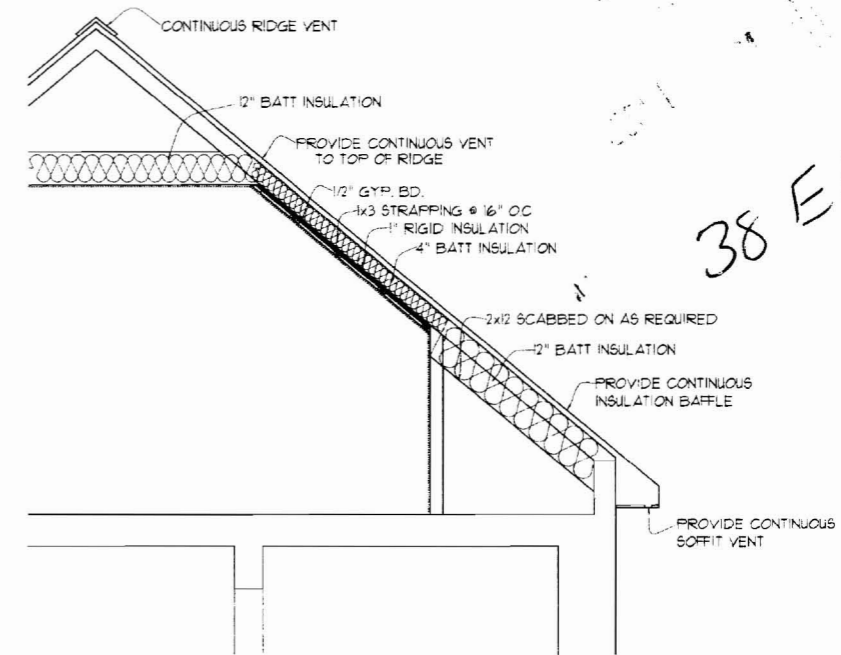 CONTINUOUS RIDGE VENT
12" BATT INSULATION
PROVIDE CONTINUOUS VENT
TO TOP OF RIDGE
1/2" GYP. BD.
1x3 STRAPPING @ 16" OC
1" RIGID INSULATION
4" BATT INSULATION
38 E
2x12 SCABBED ON AS REQUIRED
12" BATT INSULATION
PROVIDE CONTINUOUS
INSULATION BAFFLE
PROVIDE CONTINUOUS
SOFFIT VENT